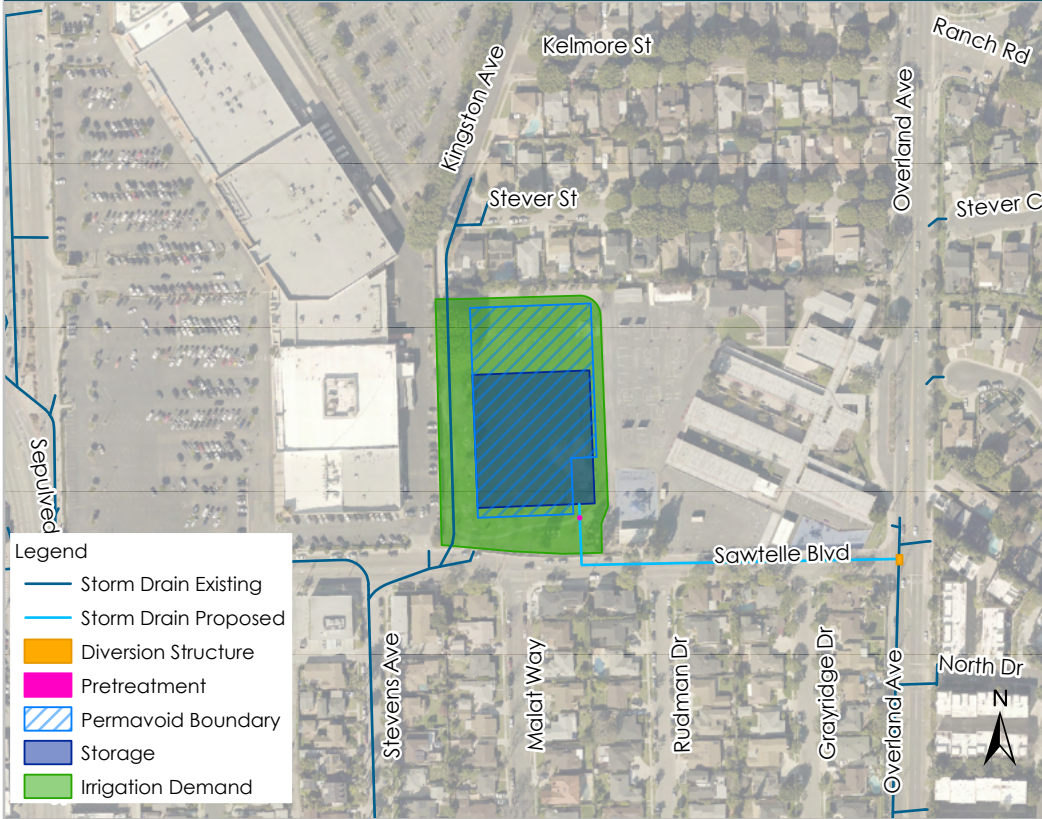 Ranch Rd
Kelmore St
Kingston Ave
Overland Ave
Stever St
Stever C
Sepulved
Legend
Storm Drain Existing
Storm Drain Proposed
Diversion Structure
Pretreatment
Permavoid Boundary
Storage
Irrigation Demand
Sawtelle Blvd
Stevens Ave
Malat Way
Rudman Dr
Grayridge Dr
Overland Ave
North Dr
N